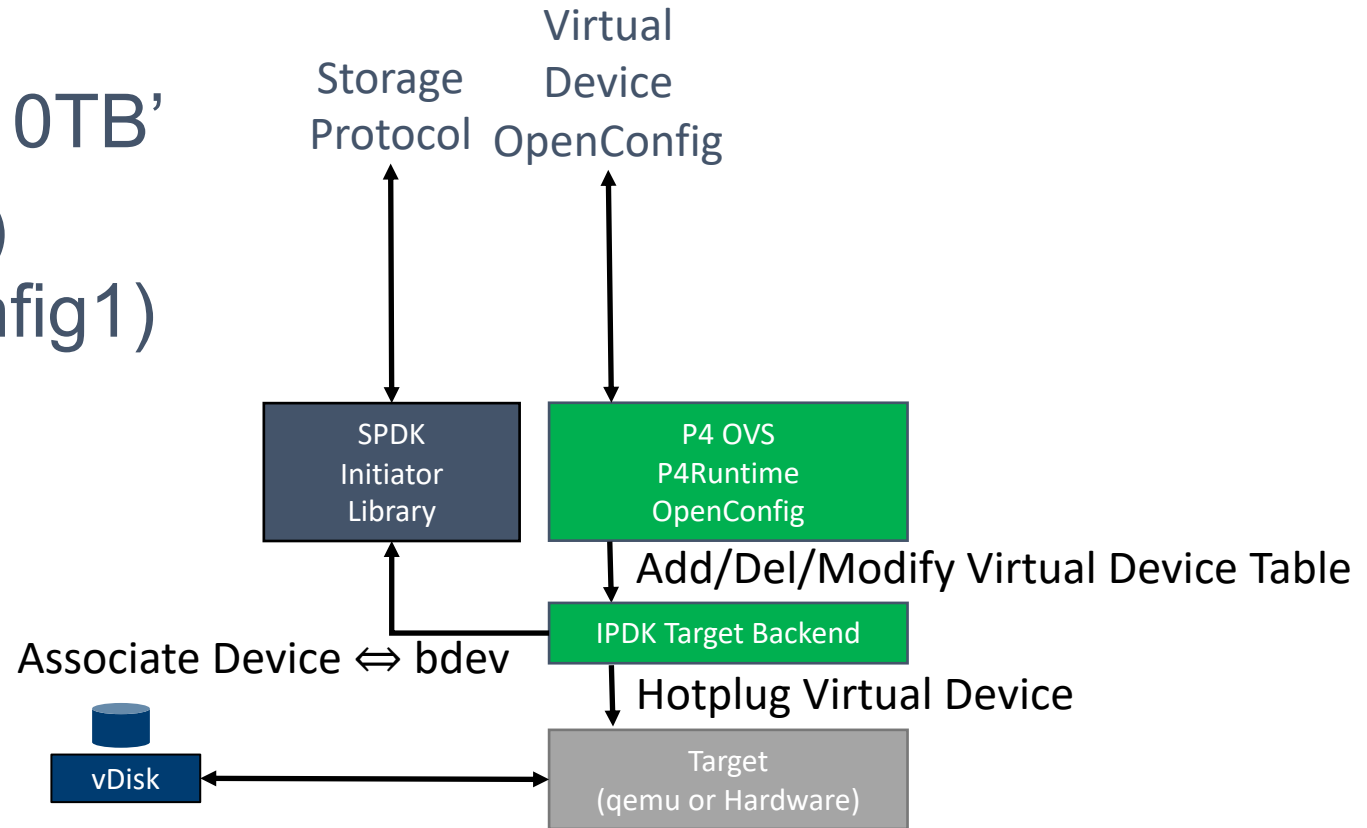 0TB’
)
nfig1)
Storage
Protocol
Virtual
Device
OpenConfig
SPDK
Initiator
Library
P4 OVS
P4Runtime
OpenConfig
Add/Del/Modify Virtual Device Table
IPDK Target Backend
Associate Device ⇔ bdev
Hotplug Virtual Device
vDisk
Target
(qemu or Hardware)